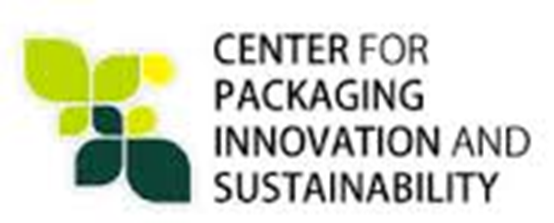 CENTER FOR
PACKAGING
INNOVATION AND
SUSTAINABILITY